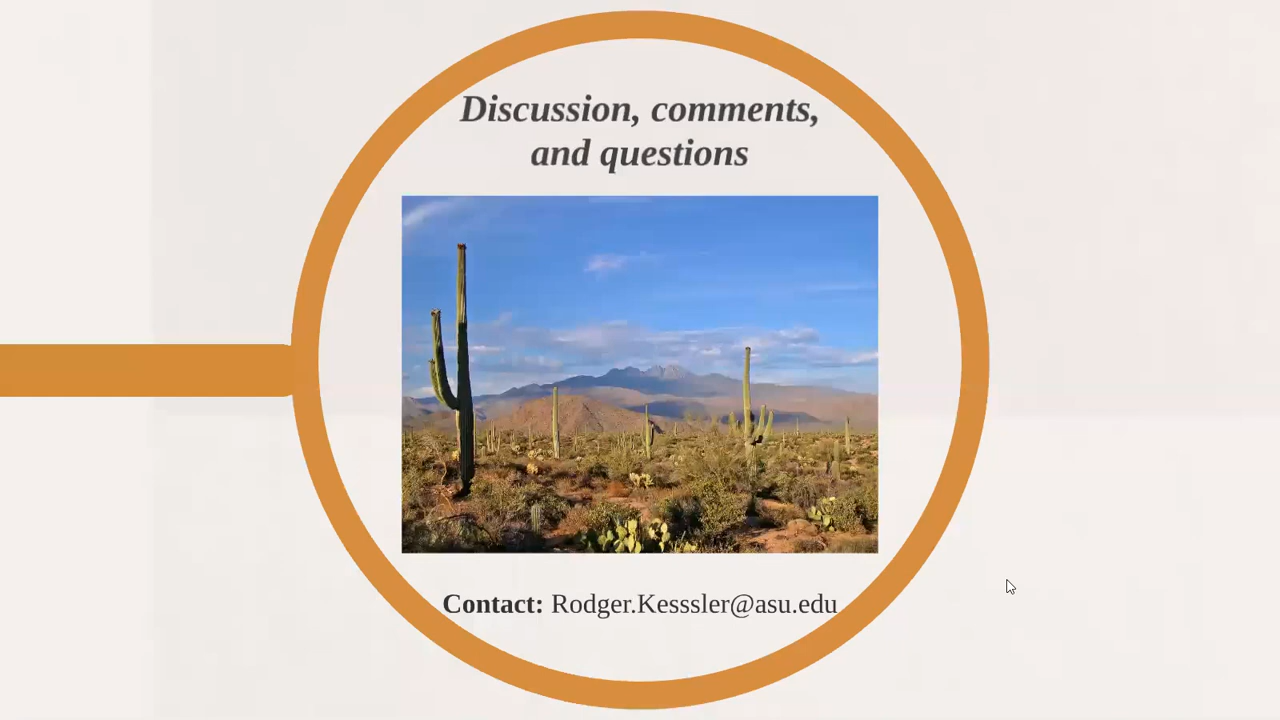 Discussion, comments,
and questions
Contact: Rodger.Kesssler@asu.edu